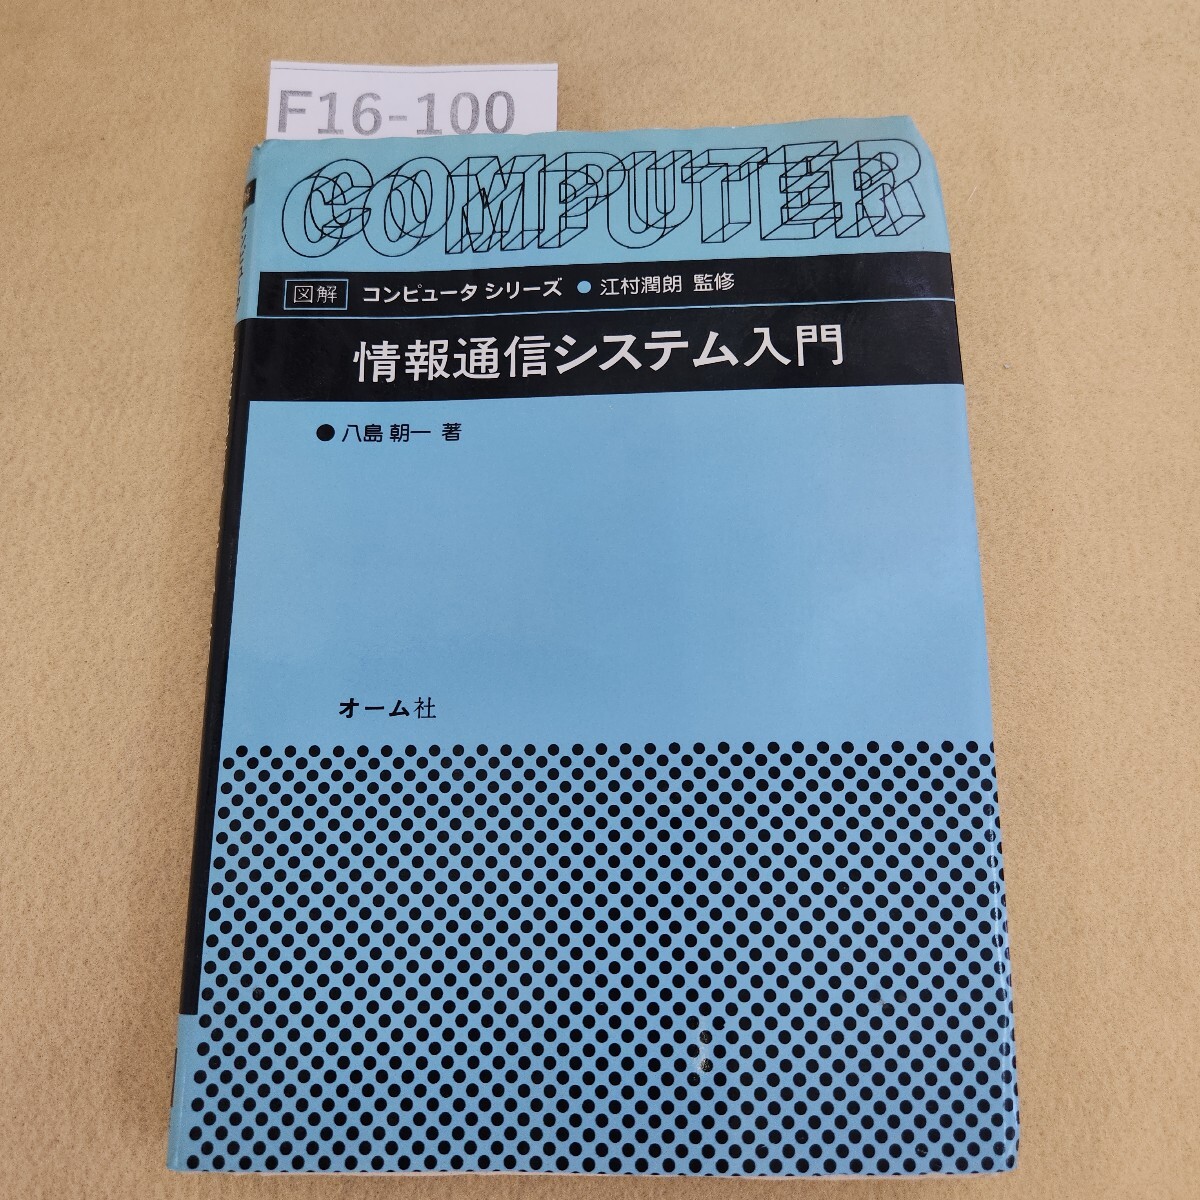 F16-100
COMPUTER
図解 コンピュータ シリーズ ● 江村潤朗 監修
情報通信システム入門
● 八島 朝一 著
オーム社